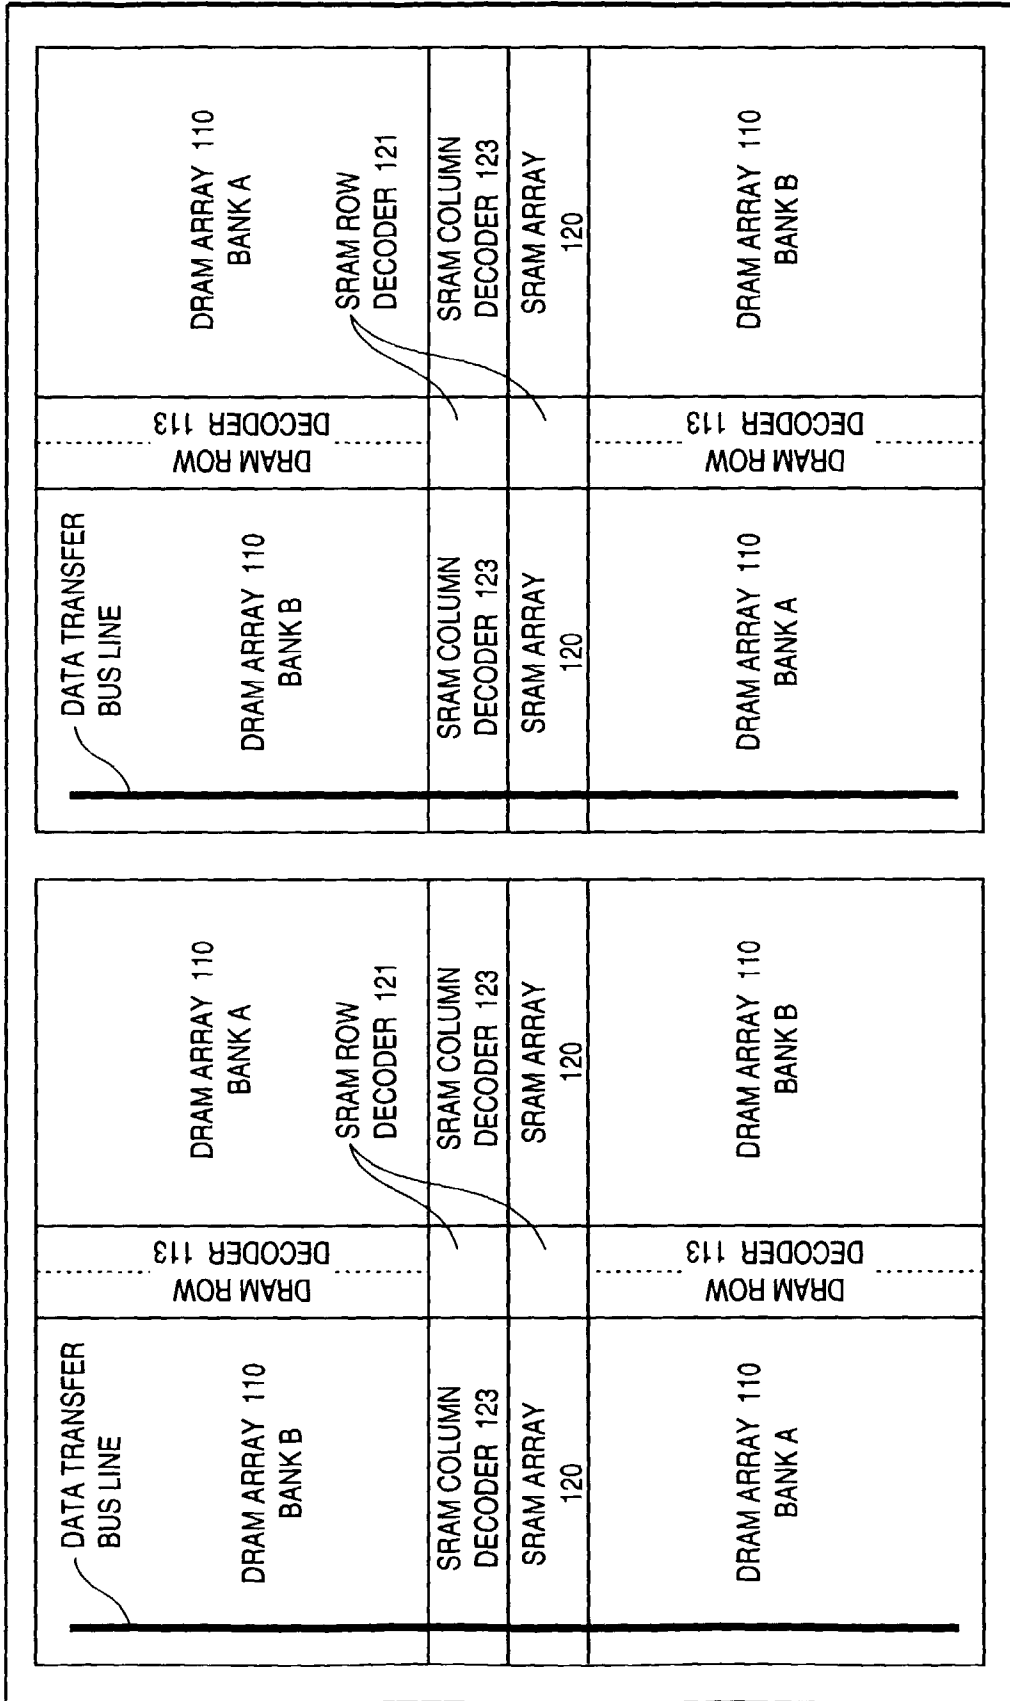 DATA TRANSFER
BUS LINE
DRAM ARRAY 110
BANK B
DRAM ROW
DECODER 113
DRAM ARRAY 110
BANK A
SRAM ROW
DECODER 121
SRAM COLUMN
DECODER 123
SRAM COLUMN
DECODER 123
SRAM ARRAY
120
SRAM ARRAY
120
DRAM ARRAY 110
BANK A
DRAM ROW
DECODER 113
DRAM ARRAY 110
BANK B
DATA TRANSFER
BUS LINE
DRAM ARRAY 110
BANK B
DRAM ROW
DECODER 113
DRAM ARRAY 110
BANK A
SRAM ROW
DECODER 121
SRAM COLUMN
DECODER 123
SRAM COLUMN
DECODER 123
SRAM ARRAY
120
SRAM ARRAY
120
DRAM ARRAY 110
BANK A
DRAM ROW
DECODER 113
DRAM ARRAY 110
BANK B